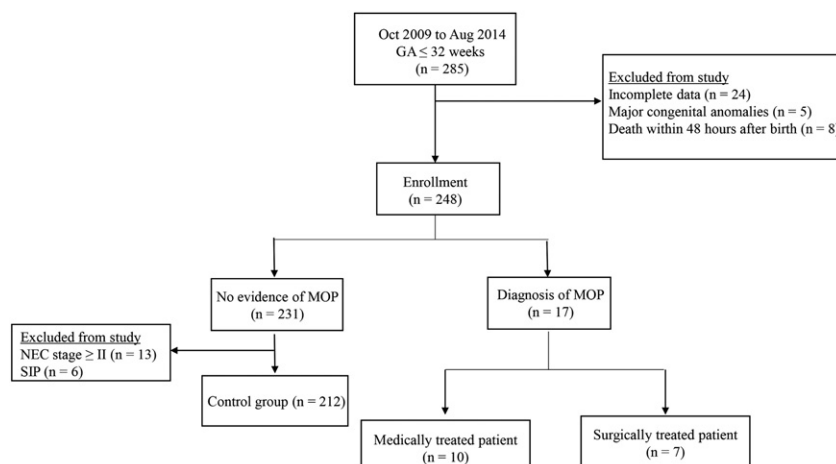 Oct 2009 to Aug 2014
GA ≤ 32 weeks
(n = 285)
Excluded from study
Incomplete data (n = 24)
Major congenital anomalies (n = 5)
Death within 48 hours after birth (n = 8)
Enrollment
(n = 248)
No evidence of MOP
(n = 231)
Diagnosis of MOP
(n = 17)
Excluded from study
NEC stage ≥ II (n = 13)
SIP (n = 6)
Control group (n = 212)
Medically treated patient
(n = 10)
Surgically treated patient
(n = 7)